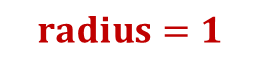 radius = 1